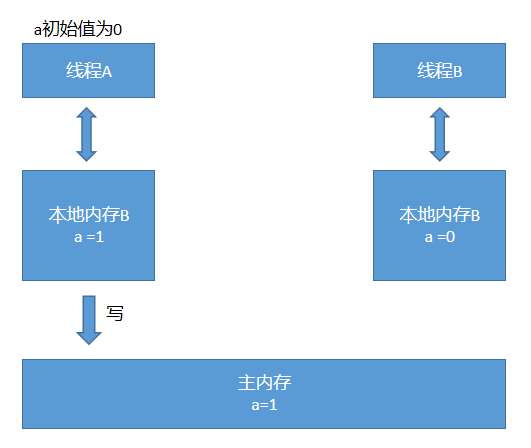 a初始值为0
线程A
线程B
本地内存B
a =1
本地内存B
a =0
写
主内存
a=1